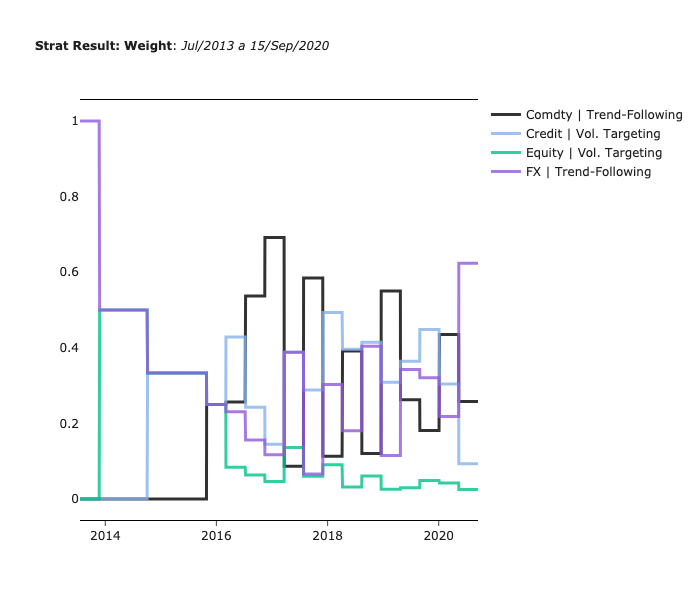 Strat Result: Weight: Jul/2013 a 15/Sep/2020
Comdty | Trend-Following
Credit | Vol. Targeting
Equity | Vol. Targeting
FX | Trend-Following
1
0.8
0.6
0.4
0.2
0
2014 2016 2018 2020